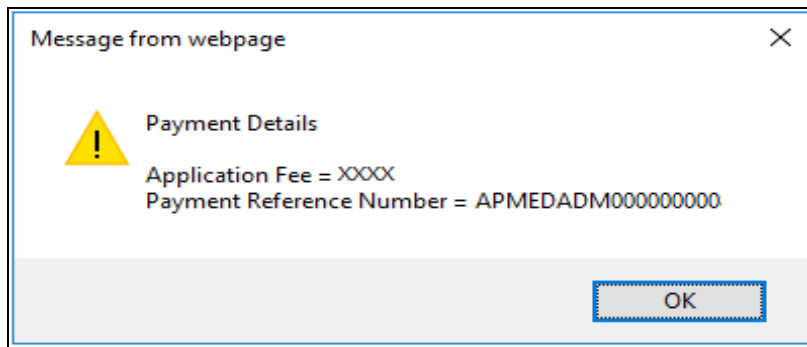 Message from webpage
Payment Details
Application Fee = XXXX
Payment Reference Number = APMEDADM000000000
OK